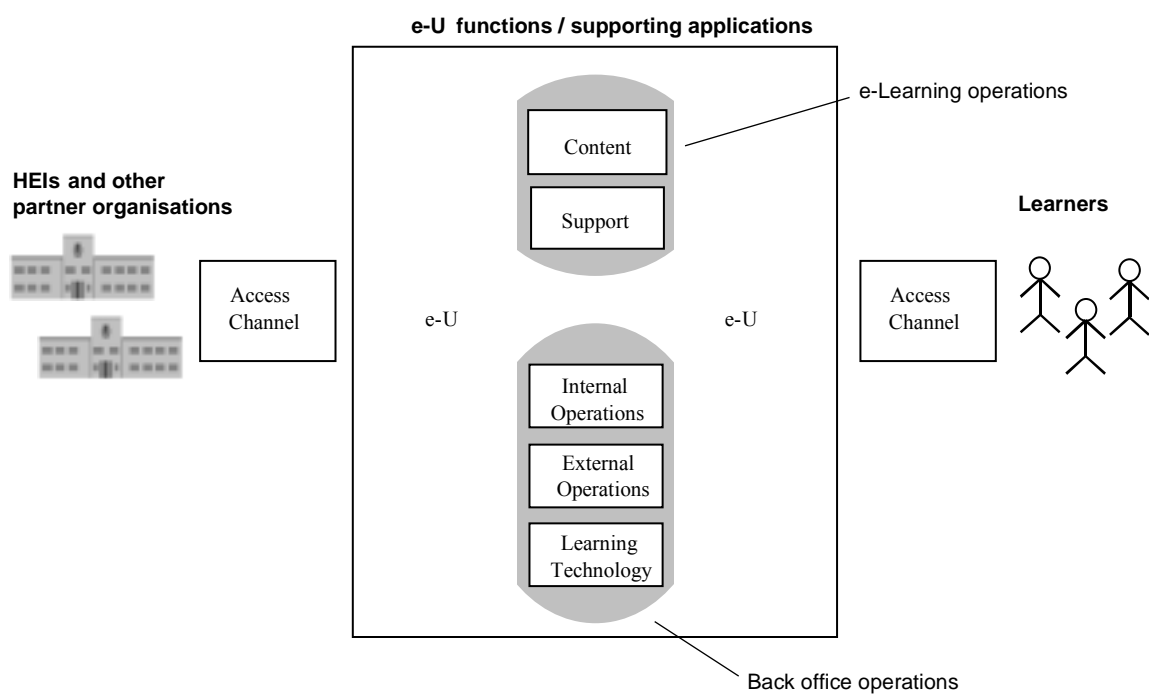 e-U functions / supporting applications
e-Learning operations
Content
Support
HEIs and other
partner organisations
Learners
Access
Channel
e-U
e-U
Access
Channel
Internal
Operations
External
Operations
Learning
Technology
Back office operations